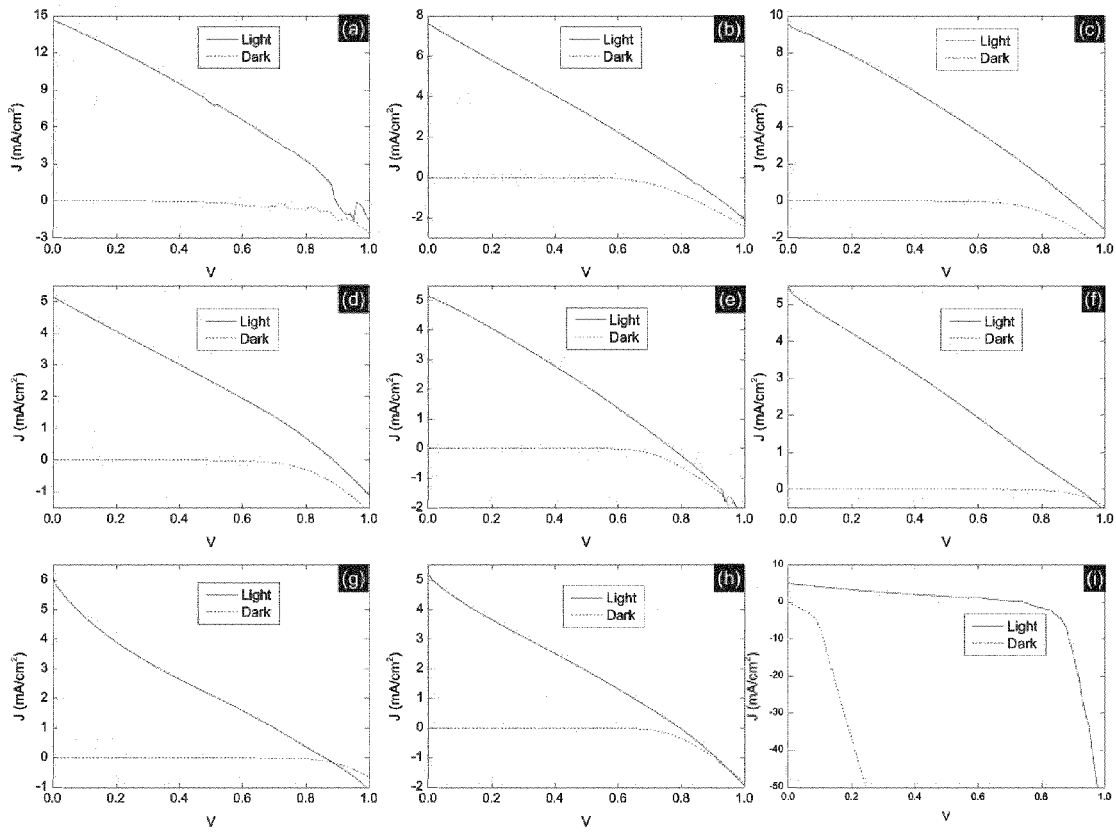 (a)
Light
Dark
J (mA/cm²)
15
12
9
6
3
0
-3
0.0 0.2 0.4 0.6 0.8 1.0
V
(b)
Light
Dark
J (mA/cm²)
8
6
4
2
0
-2
0.0 0.2 0.4 0.6 0.8 1.0
V
(c)
Light
Dark
J (mA/cm²)
10
8
6
4
2
0
-2
0.0 0.2 0.4 0.6 0.8 1.0
V
(d)
Light
Dark
J (mA/cm²)
5
4
3
2
1
0
-1
0.0 0.2 0.4 0.6 0.8 1.0
V
(e)
Light
Dark
J (mA/cm²)
5
4
3
2
1
0
-1
-2
0.0 0.2 0.4 0.6 0.8 1.0
V
(f)
Light
Dark
J (mA/cm²)
5
4
3
2
1
0
0.0 0.2 0.4 0.6 0.8 1.0
V
(g)
Light
Dark
J (mA/cm²)
6
5
4
3
2
1
0
-1
0.0 0.2 0.4 0.6 0.8 1.0
V
(h)
Light
Dark
J (mA/cm²)
5
4
3
2
1
0
-1
-2
0.0 0.2 0.4 0.6 0.8 1.0
V
(i)
Light
Dark
J (mA/cm²)
10
0
-10
-20
-30
-40
-50
0.0 0.2 0.4 0.6 0.8 1.0
V